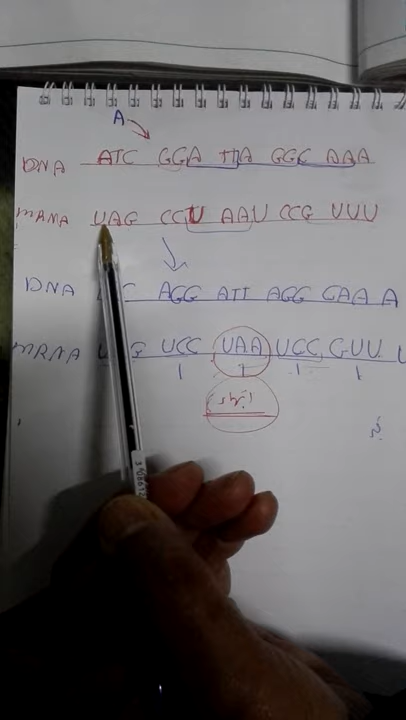 A
DNA ATC GGA TTA GGC AAA
mRNA UAG CCU AAU CCG UUU
DNA C AGG ATT AGG CAA A
mRNA U G UCC UAA UCC GUU U